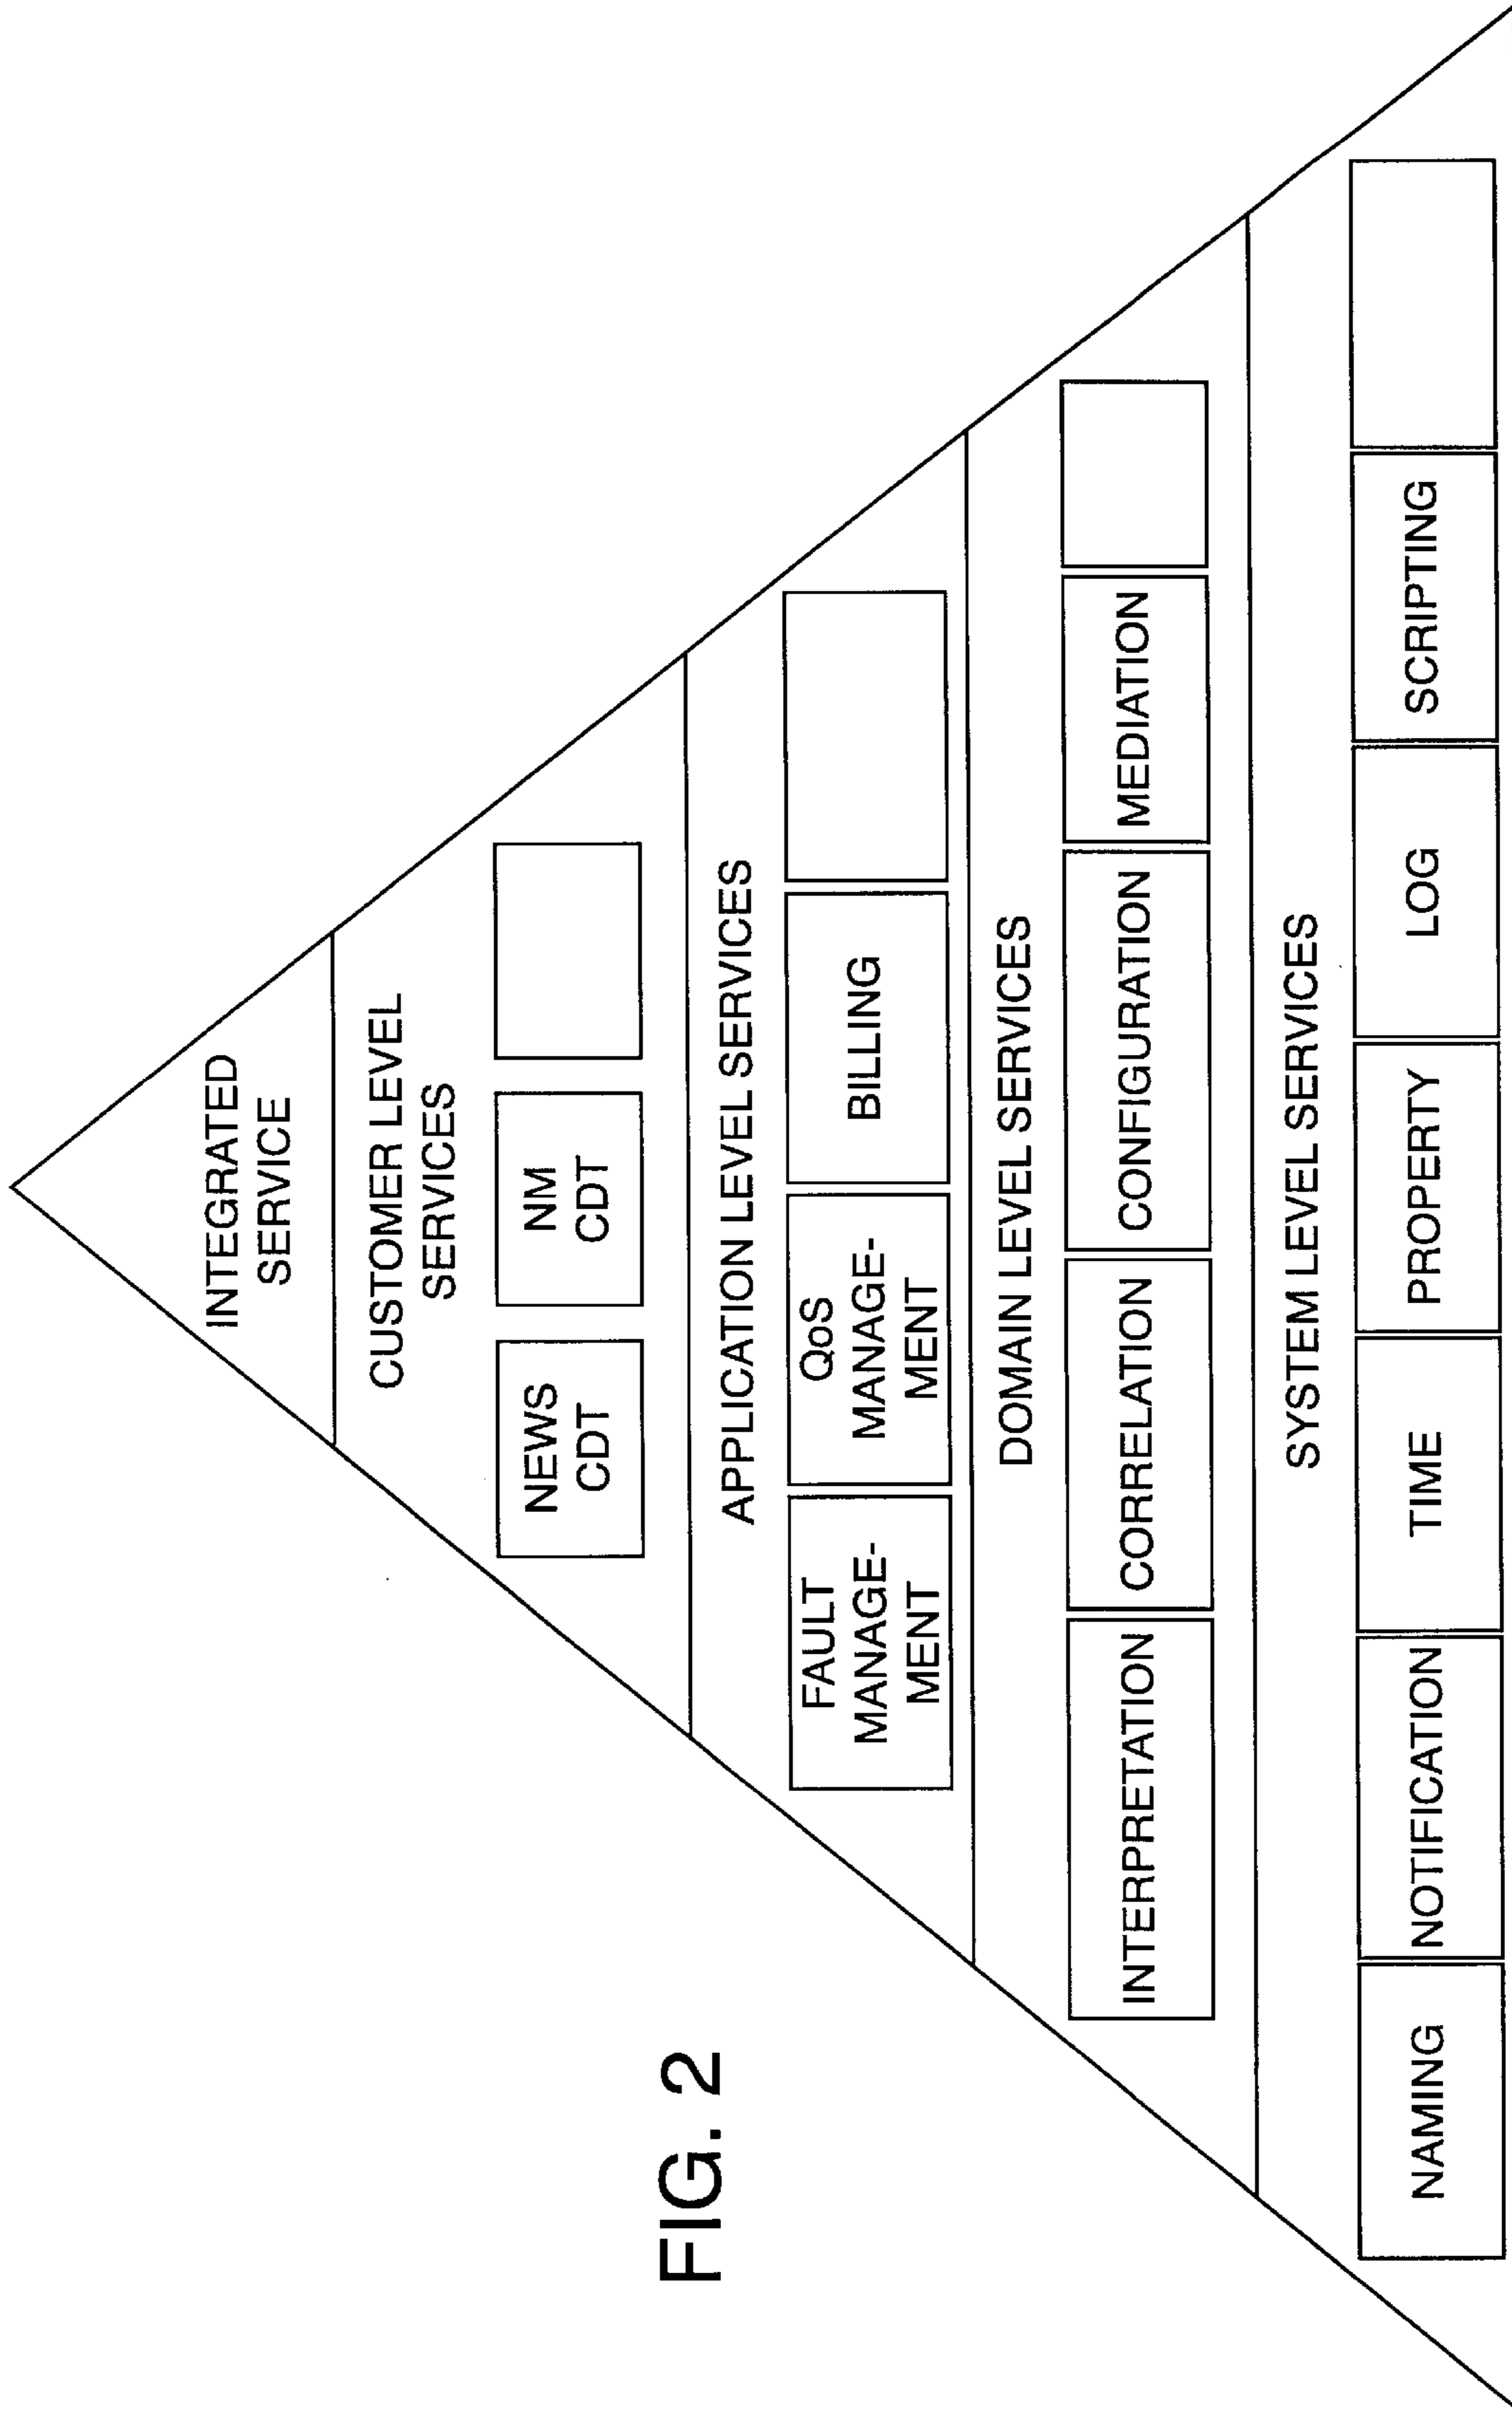 FIG. 2
INTEGRATED
SERVICE
CUSTOMER LEVEL
SERVICES
NEWS
CDT
NM
CDT
APPLICATION LEVEL SERVICES
FAULT
MANAGE-
MENT
QoS
MANAGE-
MENT
BILLING
DOMAIN LEVEL SERVICES
INTERPRETATION
CORRELATION
CONFIGURATION
MEDIATION
SYSTEM LEVEL SERVICES
NAMING
NOTIFICATION
TIME
PROPERTY
LOG
SCRIPTING